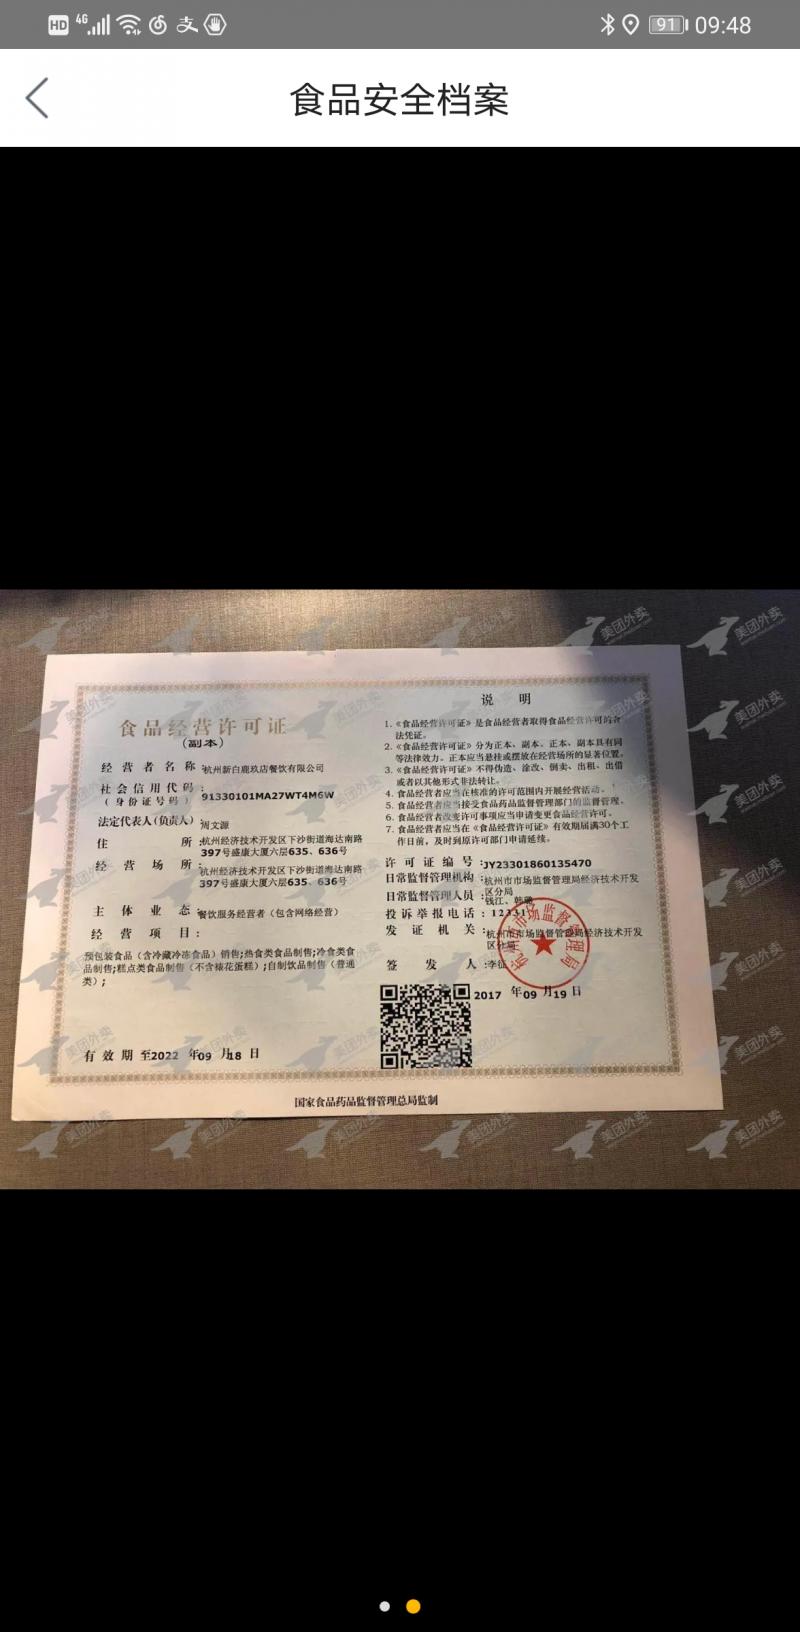 HD 4G 91 09:48
食品安全档案
食品经营许可证
(副本)
经营者名称：杭州新白鹿玖店餐饮有限公司
社会信用代码：
(身份证号码) 91330101MA27WT4M6W
法定代表人(负责人)：周文源
住所：杭州经济技术开发区下沙街道海达南路
397号盛康大厦六层635、636号
经营场所：杭州经济技术开发区下沙街道海达南路
397号盛康大厦六层635、636号
主体业态：餐饮服务经营者（包含网络经营）
经营项目：
预包装食品（含冷藏冷冻食品）销售;热食类食品制售;冷食类食
品制售;糕点类食品制售（不含裱花蛋糕）;自制饮品制售（普通
类）;
有效期至2022年09月18日
说明
1.《食品经营许可证》是食品经营者取得食品经营许可的合
法凭证。
2.《食品经营许可证》分为正本、副本。正本、副本具有同
等法律效力。正本应当悬挂或摆放在经营场所的显著位置。
3.《食品经营许可证》不得伪造、涂改、倒卖、出租、出借
或者以其他形式非法转让。
4. 食品经营者应当在核准的许可范围内开展经营活动。
5. 食品经营者应当接受食品药品监督管理部门的监督管理。
6. 食品经营者改变许可事项应当申请变更食品经营许可。
7. 食品经营者应当在《食品经营许可证》有效期届满30个工
作日前，及时到原许可部门申请延续。
许可证编号：JY23301860135470
日常监督管理机构：杭州市市场监督管理局经济技术开发
区分局
日常监督管理人员：钱江、韩
投诉举报电话：12331
发证机关：杭州市市场监督管理局经济技术开发
区分局
签发人：李
2017年09月19日
国家食品药品监督管理总局监制
美团外卖